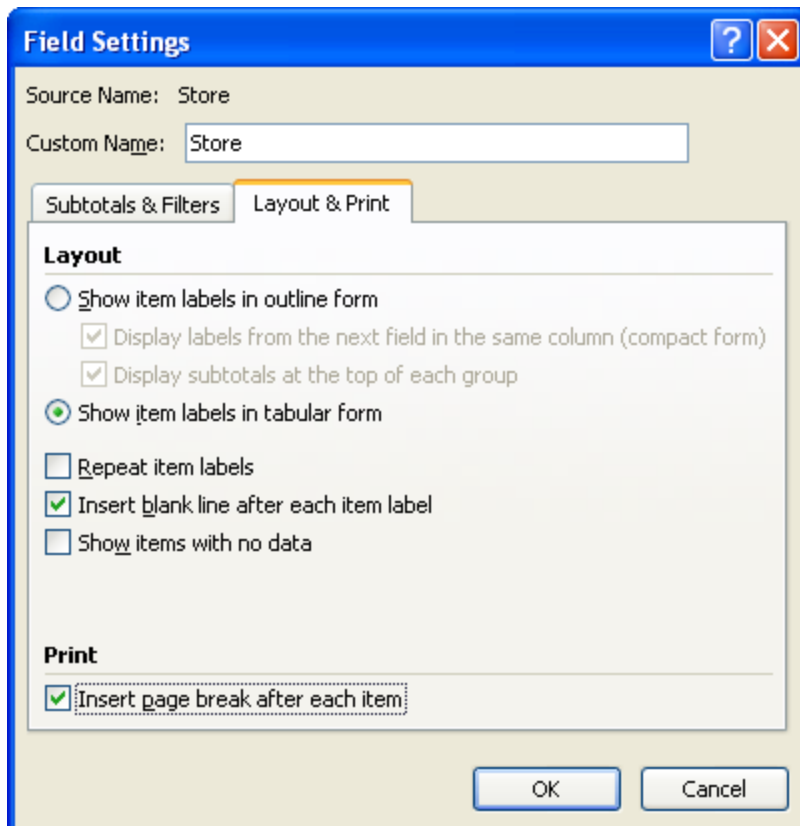 Field Settings
Source Name: Store
Custom Name: Store
Subtotals & Filters Layout & Print
Layout
Show item labels in outline form
Display labels from the next field in the same column (compact form)
Display subtotals at the top of each group
Show item labels in tabular form
Repeat item labels
Insert blank line after each item label
Show items with no data
Print
Insert page break after each item
OK Cancel